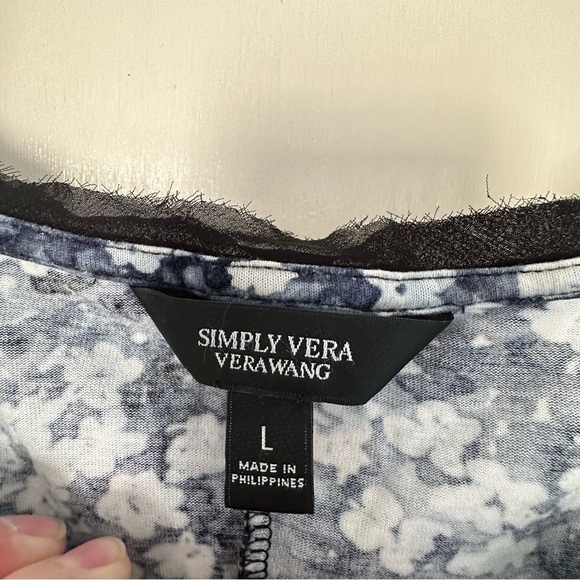 SIMPLY VERA
VERAWANG
L
MADE IN
PHILIPPINES